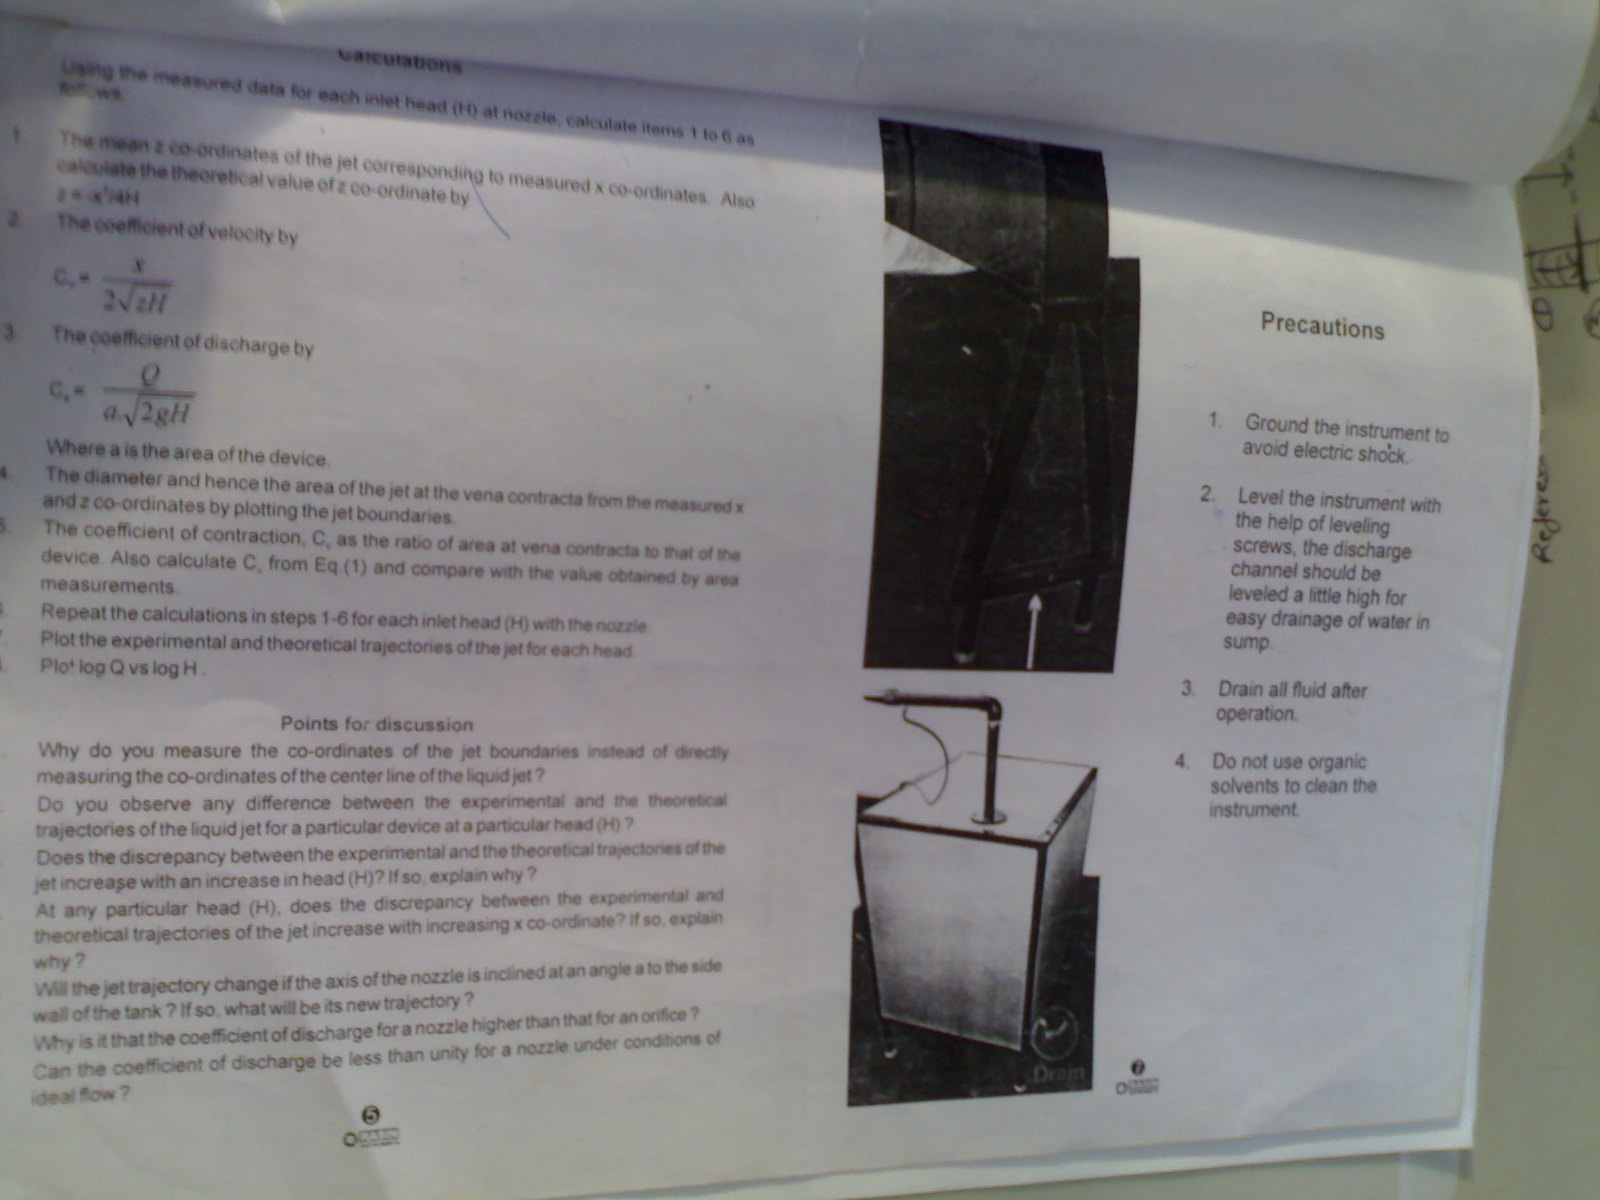 Calculations
Using the measured data for each inlet head (H) at nozzle, calculate items 1 to 6 as
follows
1. The mean z co-ordinates of the jet corresponding to measured x co-ordinates. Also
calculate the theoretical value of z co-ordinate by
z = -x²/4H
2. The coefficient of velocity by
Cᵥ = x / 2√zH
3. The coefficient of discharge by
Q / a.√2gH
Where a is the area of the device.
4. The diameter and hence the area of the jet at the vena contracta from the measured x
and z co-ordinates by plotting the jet boundaries.
5. The coefficient of contraction, C꜀ as the ratio of area at vena contracta to that of the
device. Also calculate C꜀ from Eq.(1) and compare with the value obtained by area
measurements.
Repeat the calculations in steps 1-6 for each inlet head (H) with the nozzle.
Plot the experimental and theoretical trajectories of the jet for each head.
Plot log Q vs log H.
Points for discussion
Why do you measure the co-ordinates of the jet boundaries instead of directly
measuring the co-ordinates of the center line of the liquid jet ?
Do you observe any difference between the experimental and the theoretical
trajectories of the liquid jet for a particular device at a particular head (H) ?
Does the discrepancy between the experimental and the theoretical trajectories of the
jet increase with an increase in head (H)? If so, explain why ?
At any particular head (H), does the discrepancy between the experimental and
theoretical trajectories of the jet increase with increasing x co-ordinate? If so, explain
why ?
Will the jet trajectory change if the axis of the nozzle is inclined at an angle a to the side
wall of the tank ? If so, what will be its new trajectory ?
Why is it that the coefficient of discharge for a nozzle higher than that for an orifice ?
Can the coefficient of discharge be less than unity for a nozzle under conditions of
ideal flow ?
5
Drain
Precautions
1. Ground the instrument to
avoid electric shock.
2. Level the instrument with
the help of leveling
screws, the discharge
channel should be
leveled a little high for
easy drainage of water in
sump.
3. Drain all fluid after
operation.
4. Do not use organic
solvents to clean the
instrument.
7